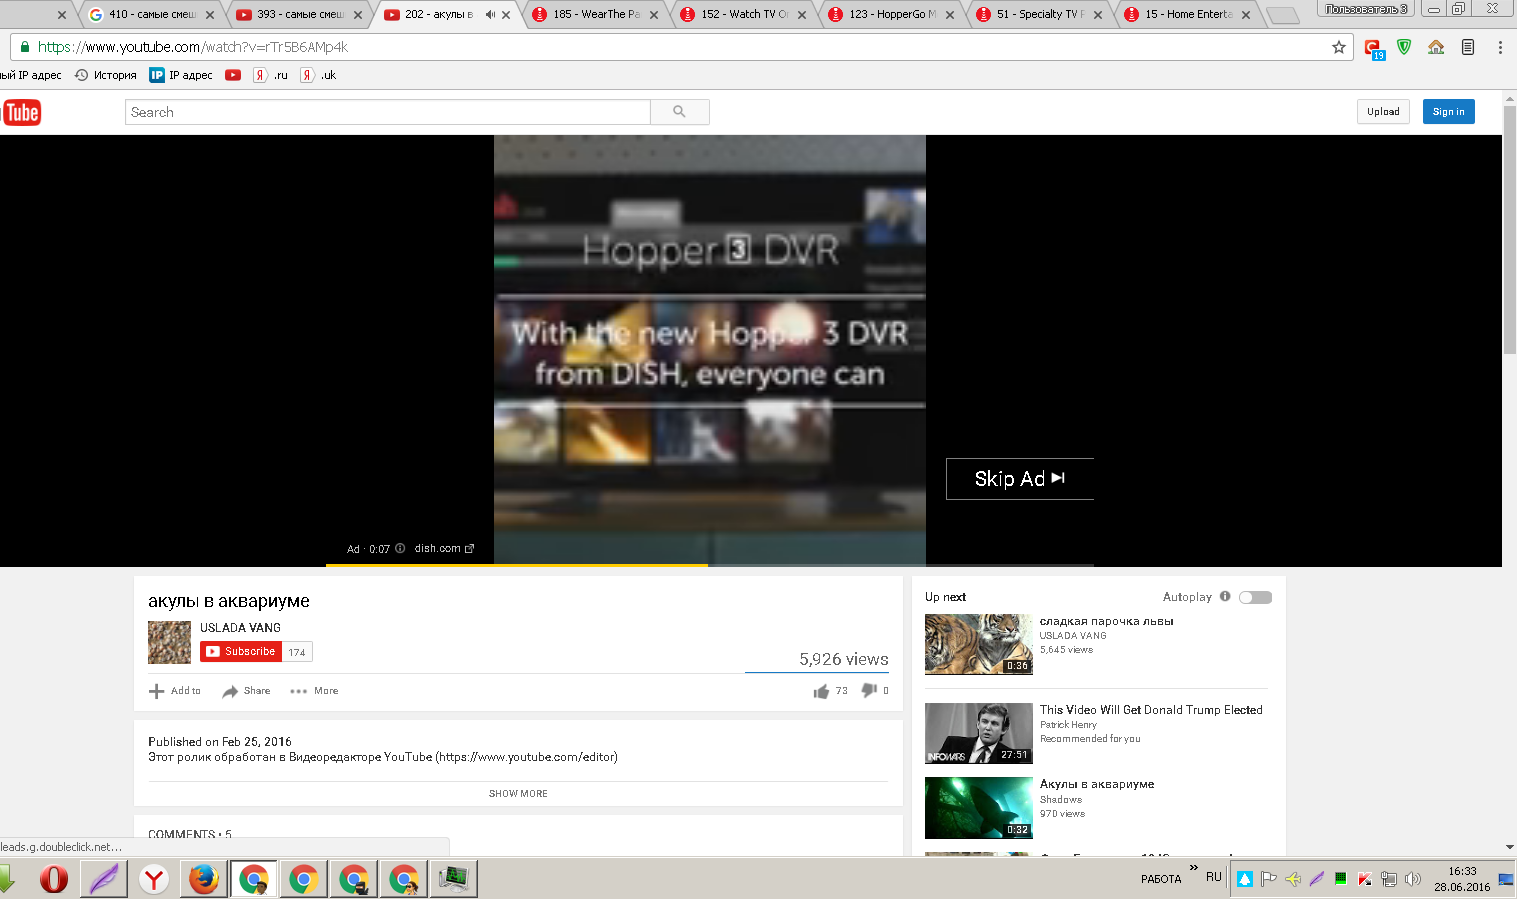 410 - самые смеш
393 - самые смеш
202 - акулы в
185 - WearThe Pa
152 - Watch TV O
123 - HopperGo M
51 - Specialty TV P
15 - Home Enterta
Пользователь 3
https://www.youtube.com/watch?v=rTr5B6AMp4k
19
ый IP адрес
История
IP IP адрес
Я .ru
Я .uk
Tube
Search
Upload
Sign in
Hopper 3 DVR
With the new Hopper 3 DVR
from DISH, everyone can
Skip Ad
Ad · 0:07
dish.com
акулы в аквариуме
USLADA VANG
Subscribe 174
5,926 views
Add to
Share
More
73
0
Published on Feb 25, 2016
Этот ролик обработан в Видеоредакторе YouTube (https://www.youtube.com/editor)
SHOW MORE
COMMENTS • 5
Up next
Autoplay
сладкая парочка львы
USLADA VANG
5,645 views
0:36
This Video Will Get Donald Trump Elected
Patrick Henry
Recommended for you
INFOWARS
27:51
Акулы в аквариуме
Shadows
970 views
0:32
leads.g.doubleclick.net...
РАБОТА
RU
16:33
28.06.2016